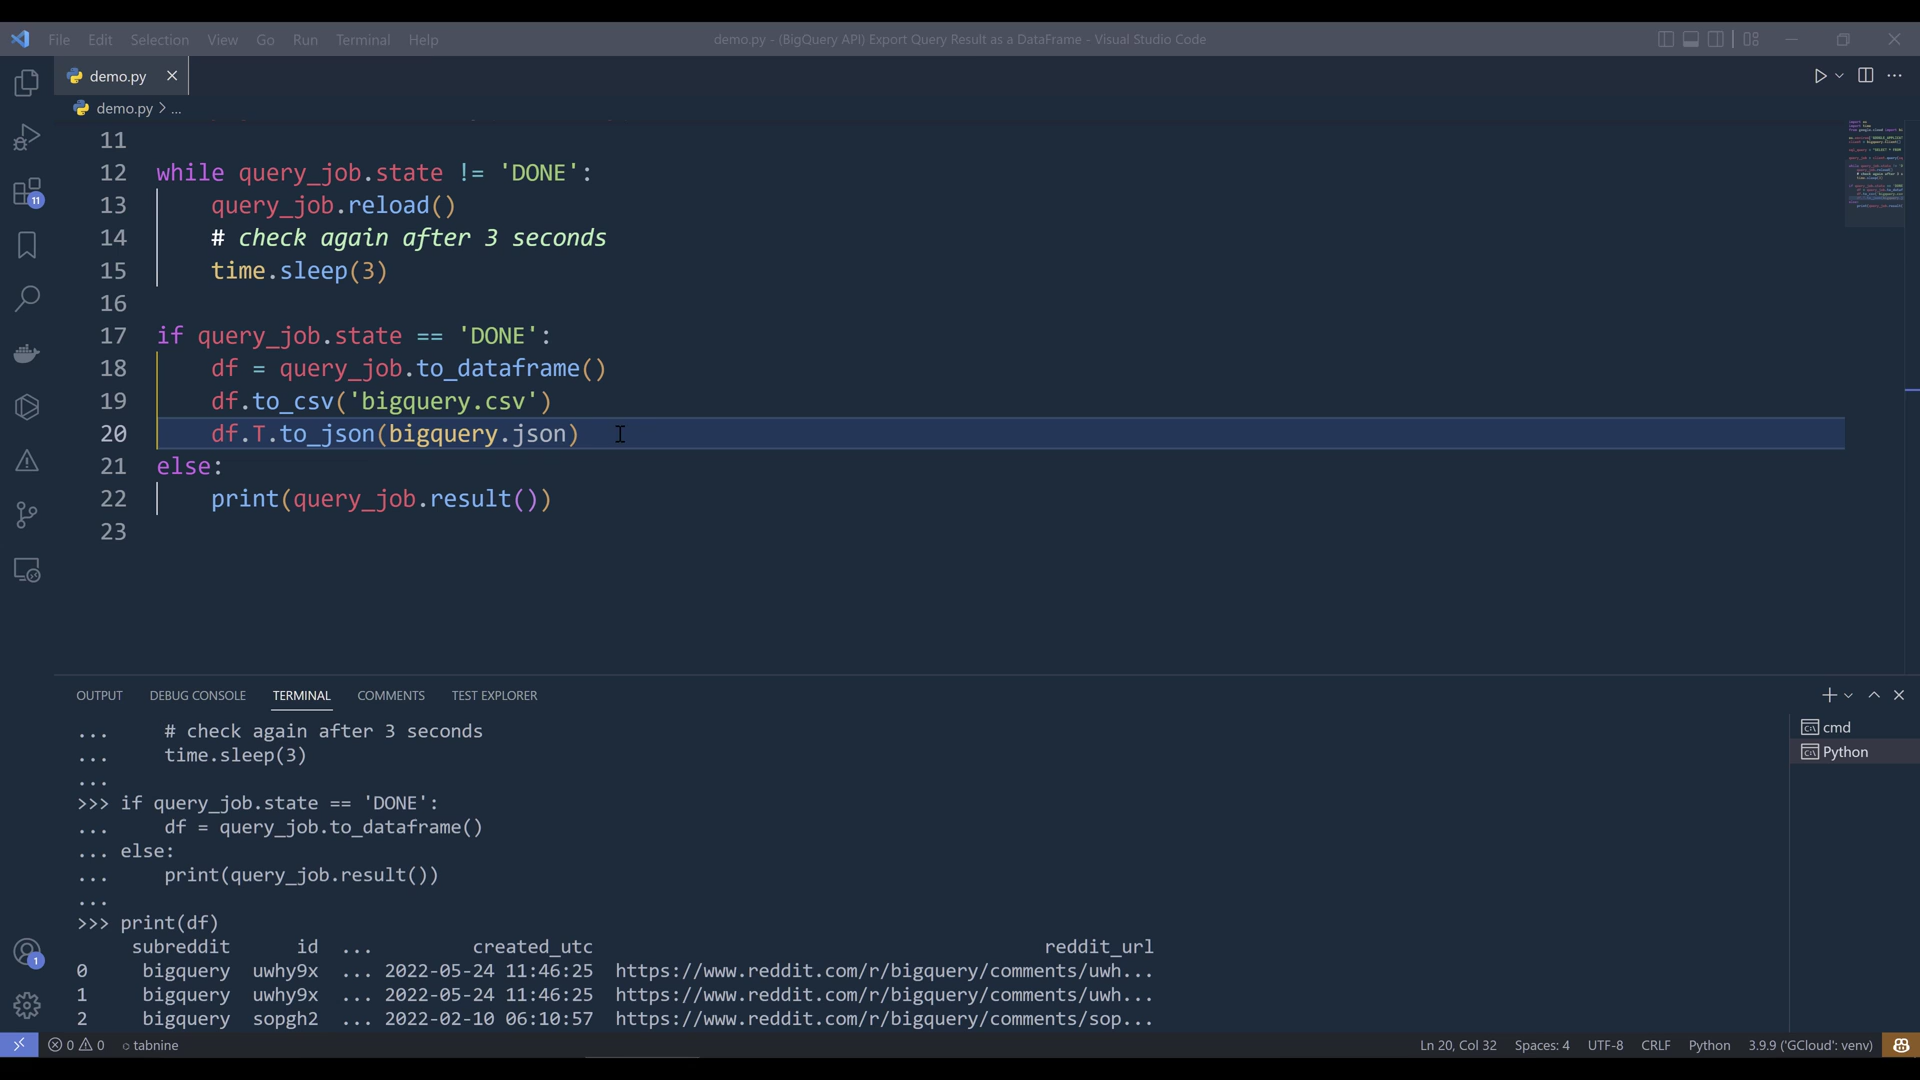 File Edit Selection View Go Run Terminal Help
demo.py - (BigQuery API) Export Query Result as a DataFrame - Visual Studio Code
demo.py
demo.py > ...
11
12 while query_job.state != 'DONE':
13 query_job.reload()
14 # check again after 3 seconds
15 time.sleep(3)
16
17 if query_job.state == 'DONE':
18 df = query_job.to_dataframe()
19 df.to_csv('bigquery.csv')
20 df.T.to_json(bigquery.json)
21 else:
22 print(query_job.result())
23
11
1
OUTPUT DEBUG CONSOLE TERMINAL COMMENTS TEST EXPLORER
cmd
Python
... # check again after 3 seconds
... time.sleep(3)
...
>>> if query_job.state == 'DONE':
... df = query_job.to_dataframe()
... else:
... print(query_job.result())
...
>>> print(df)
subreddit id ... created_utc reddit_url
0 bigquery uwhy9x ... 2022-05-24 11:46:25 https://www.reddit.com/r/bigquery/comments/uwh...
1 bigquery uwhy9x ... 2022-05-24 11:46:25 https://www.reddit.com/r/bigquery/comments/uwh...
2 bigquery sopgh2 ... 2022-02-10 06:10:57 https://www.reddit.com/r/bigquery/comments/sop...
0 0 tabnine Ln 20, Col 32 Spaces: 4 UTF-8 CRLF Python 3.9.9 ('GCloud': venv)